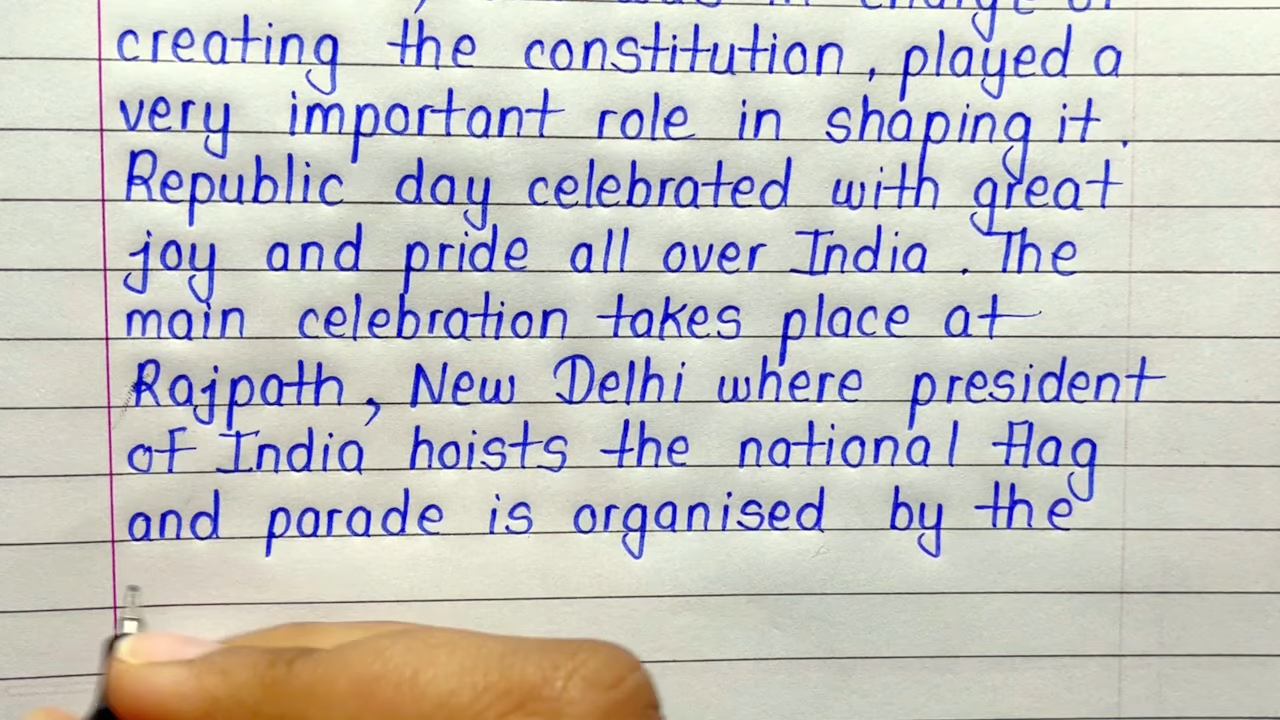 creating the constitution, played a
very important role in shaping it.
Republic day celebrated with great
joy and pride all over India. The
main celebration takes place at
Rajpath, New Delhi where president
of India hoists the national flag
and parade is organised by the